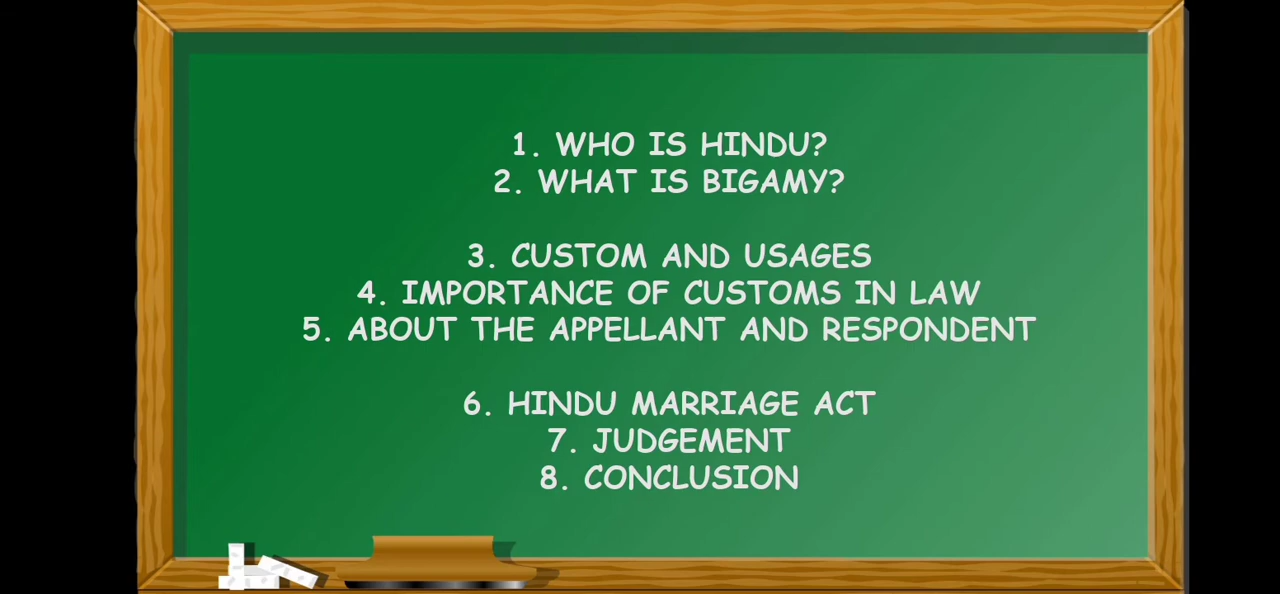 1. WHO IS HINDU?
2. WHAT IS BIGAMY?
3. CUSTOM AND USAGES
4. IMPORTANCE OF CUSTOMS IN LAW
5. ABOUT THE APPELLANT AND RESPONDENT
6. HINDU MARRIAGE ACT
7. JUDGEMENT
8. CONCLUSION